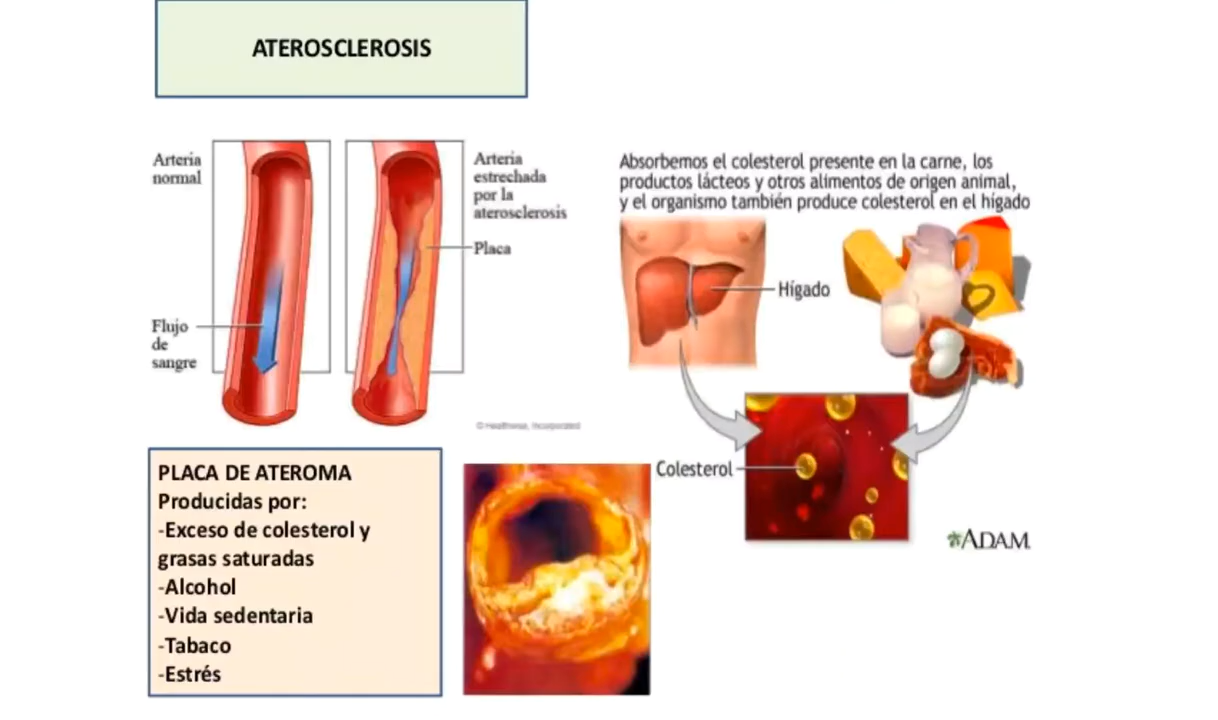 ATEROSCLEROSIS
Arteria
normal
Flujo
de
sangre
Arteria
estrechada
por la
aterosclerosis
Placa
© Healthwise, Incorporated
Absorbemos el colesterol presente en la carne, los
productos lácteos y otros alimentos de origen animal,
y el organismo también produce colesterol en el hígado
Hígado
Colesterol
ADAM
PLACA DE ATEROMA
Producidas por:
-Exceso de colesterol y
grasas saturadas
-Alcohol
-Vida sedentaria
-Tabaco
-Estrés